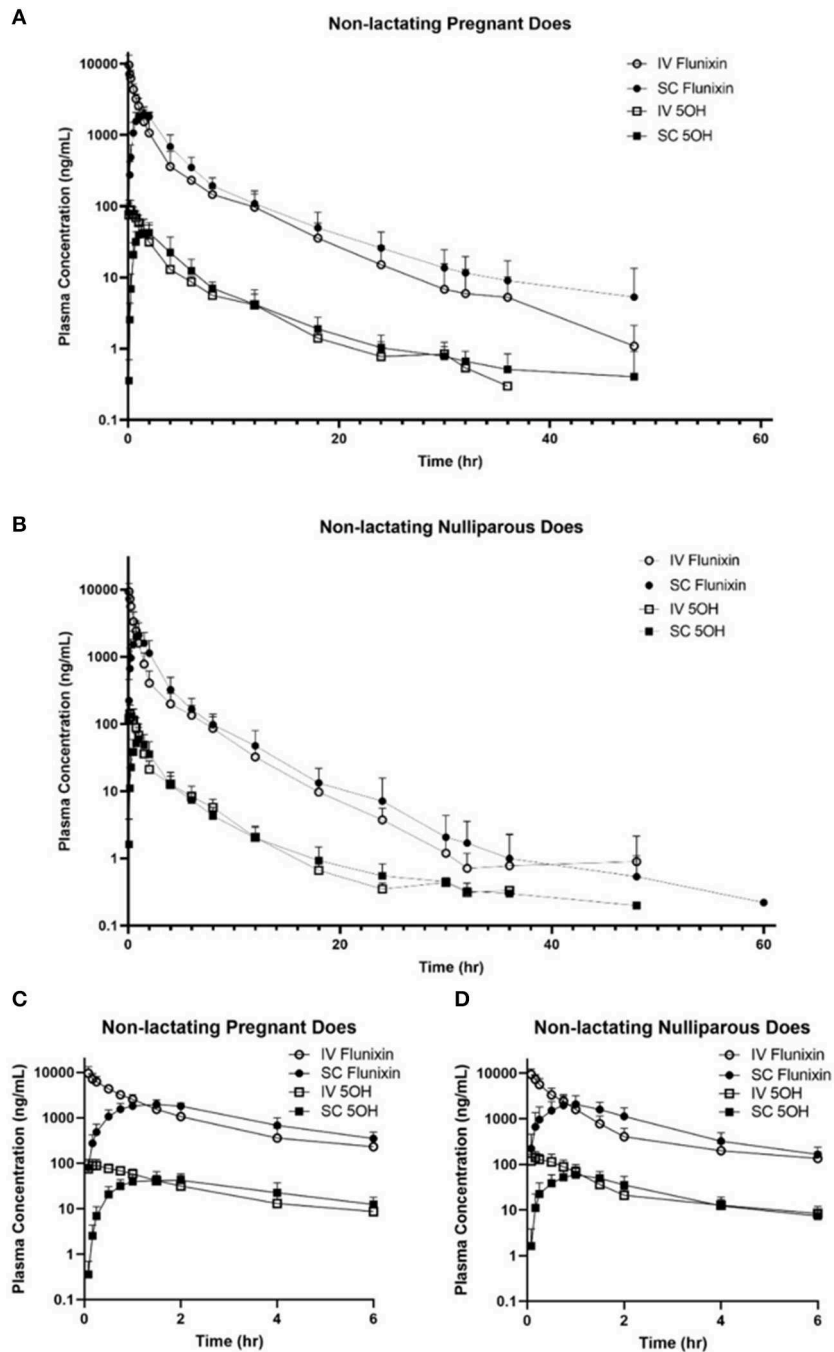 A
Non-lactating Pregnant Does
IV Flunixin
SC Flunixin
IV 5OH
SC 5OH
Plasma Concentration (ng/mL)
10000
1000
100
10
1
0.1
0
20
40
60
Time (hr)
B
Non-lactating Nulliparous Does
IV Flunixin
SC Flunixin
IV 5OH
SC 5OH
Plasma Concentration (ng/mL)
10000
1000
100
10
1
0.1
0
20
40
60
Time (hr)
C
Non-lactating Pregnant Does
IV Flunixin
SC Flunixin
IV 5OH
SC 5OH
Plasma Concentration (ng/mL)
10000
1000
100
10
1
0.1
0
2
4
6
Time (hr)
D
Non-lactating Nulliparous Does
IV Flunixin
SC Flunixin
IV 5OH
SC 5OH
Plasma Concentration (ng/mL)
10000
1000
100
10
1
0.1
0
2
4
6
Time (hr)